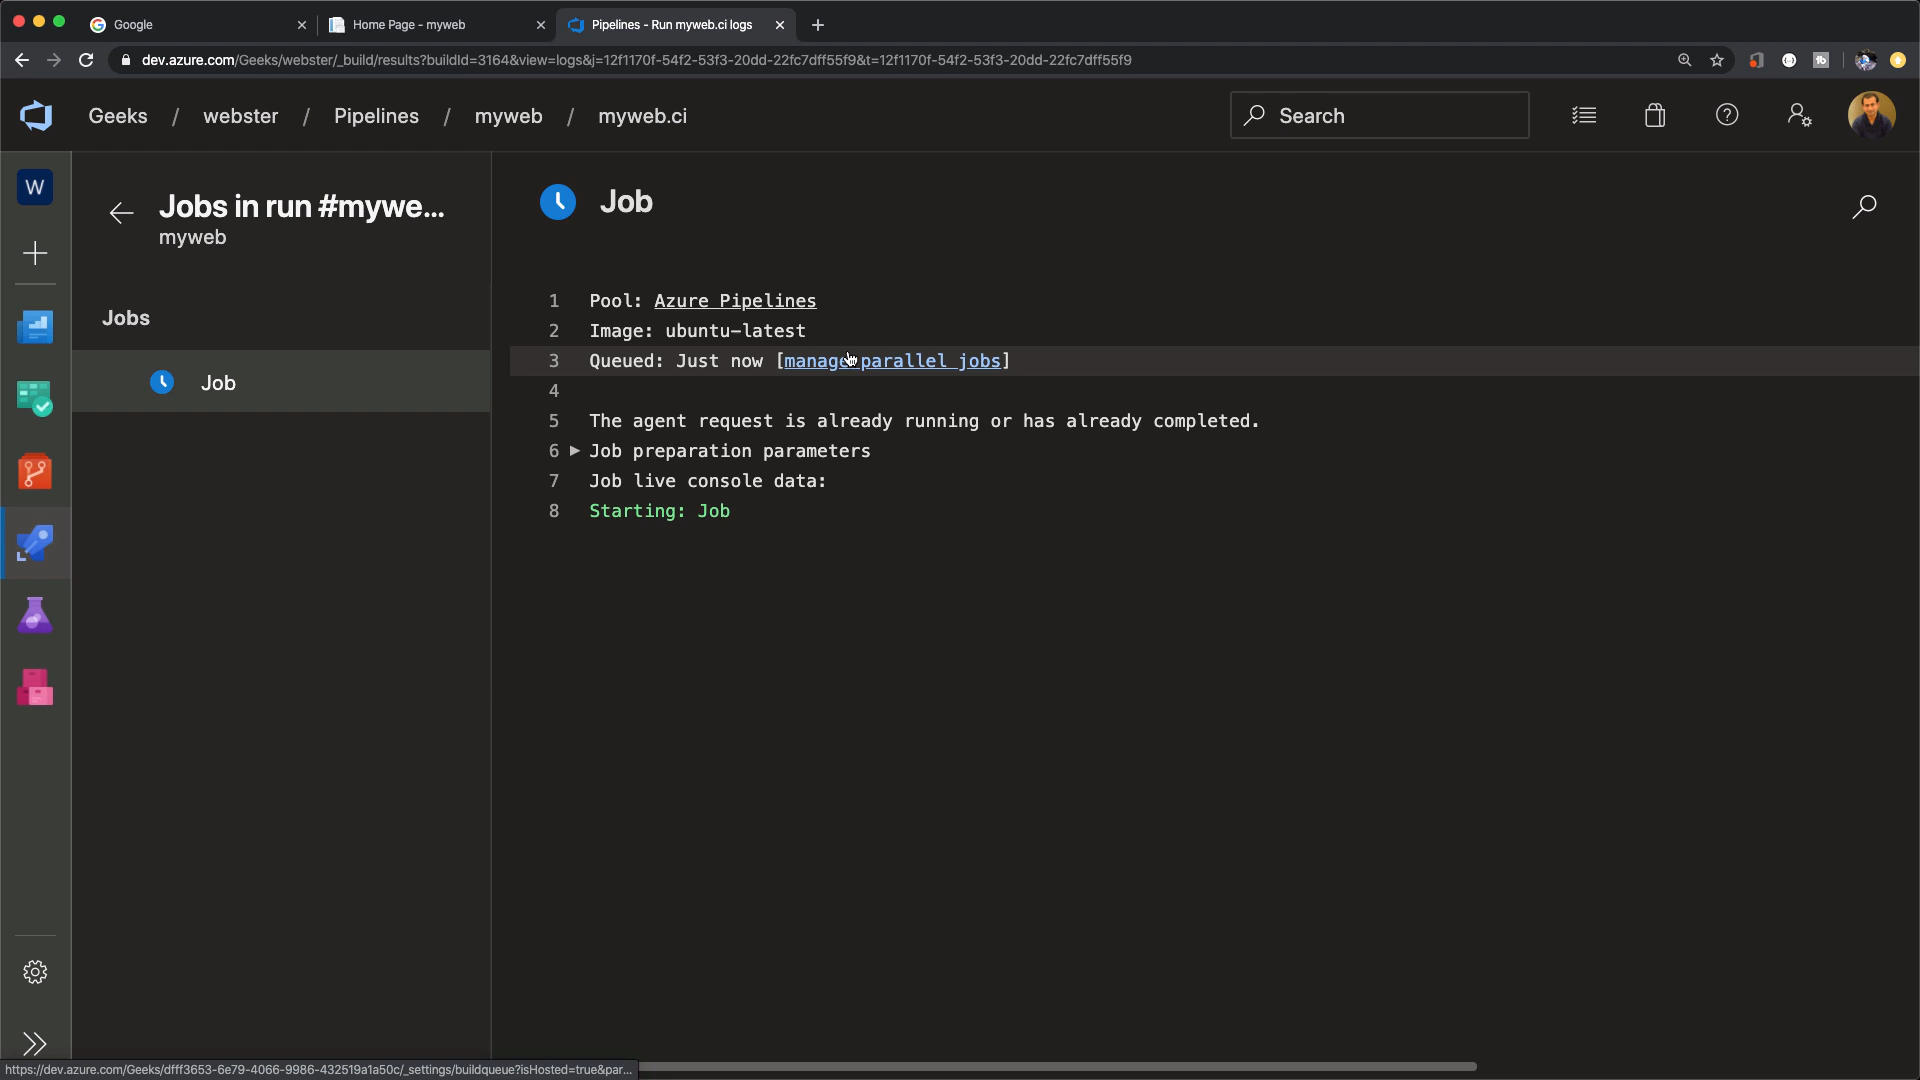 Google
Home Page - myweb
Pipelines - Run myweb.ci logs
dev.azure.com/Geeks/webster/_build/results?buildId=3164&view=logs&j=12f1170f-54f2-53f3-20dd-22fc7dff55f9&t=12f1170f-54f2-53f3-20dd-22fc7dff55f9
Geeks / webster / Pipelines / myweb / myweb.ci
Search
W
Jobs in run #mywe...
myweb
Jobs
Job
Job
1 Pool: Azure Pipelines
2 Image: ubuntu-latest
3 Queued: Just now [manage parallel jobs]
4
5 The agent request is already running or has already completed.
6 Job preparation parameters
7 Job live console data:
8 Starting: Job
https://dev.azure.com/Geeks/dfff3653-6e79-4066-9986-432519a1a50c/_settings/buildqueue?isHosted=true&par...